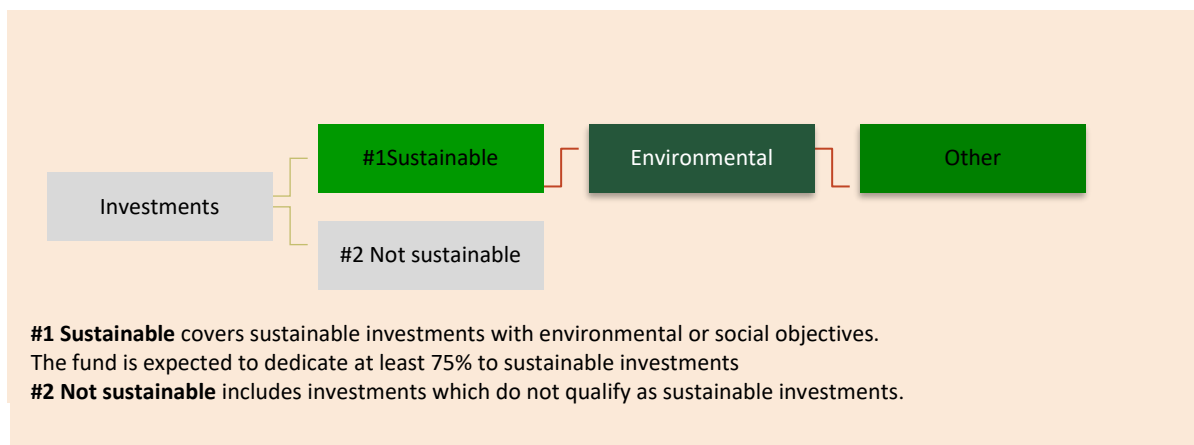 #1Sustainable
Environmental
Other
Investments
#2 Not sustainable
#1 Sustainable covers sustainable investments with environmental or social objectives.
The fund is expected to dedicate at least 75% to sustainable investments
#2 Not sustainable includes investments which do not qualify as sustainable investments.